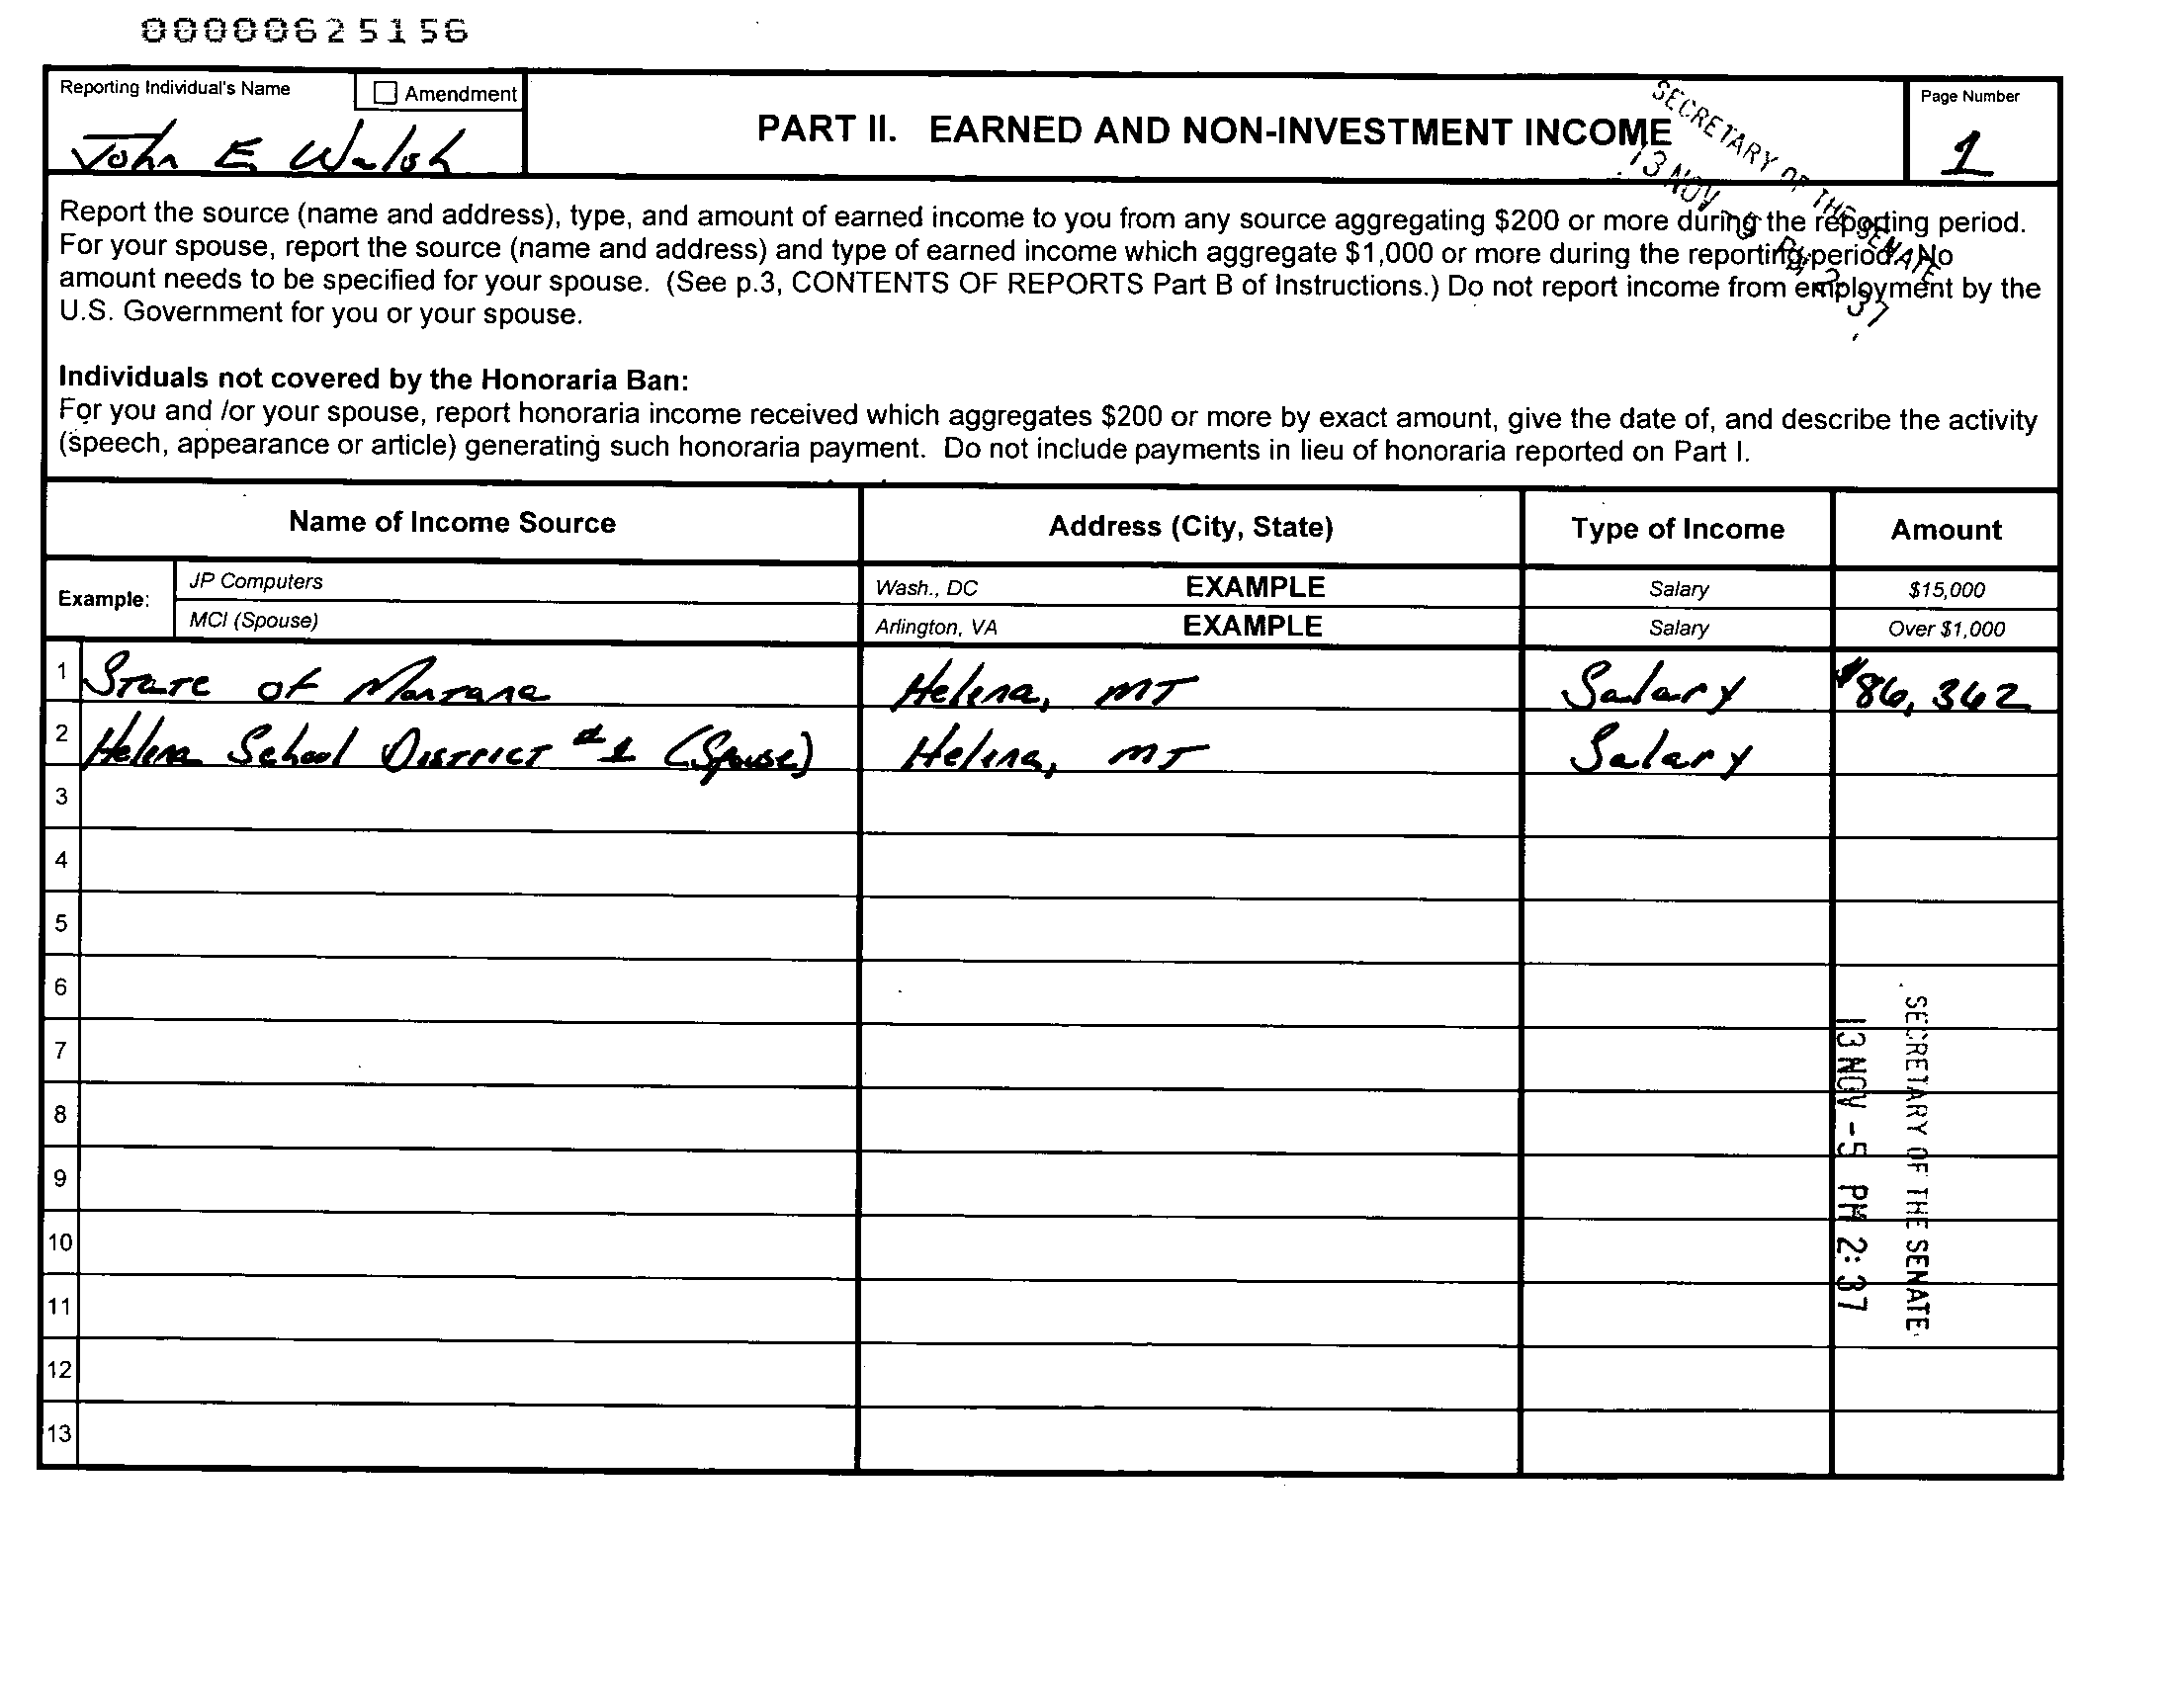 00000625156
Reporting Individual's Name
Amendment
John E Walsh
PART II. EARNED AND NON-INVESTMENT INCOME
Page Number
1
SECRETARY OF THE SENATE
13 NOV -5 PM 2:37
Report the source (name and address), type, and amount of earned income to you from any source aggregating $200 or more during the reporting period.
For your spouse, report the source (name and address) and type of earned income which aggregate $1,000 or more during the reporting period. No
amount needs to be specified for your spouse. (See p.3, CONTENTS OF REPORTS Part B of Instructions.) Do not report income from employment by the
U.S. Government for you or your spouse.
Individuals not covered by the Honoraria Ban:
For you and /or your spouse, report honoraria income received which aggregates $200 or more by exact amount, give the date of, and describe the activity
(speech, appearance or article) generating such honoraria payment. Do not include payments in lieu of honoraria reported on Part I.
Name of Income Source Address (City, State) Type of Income Amount
Example:
JP Computers Wash., DC EXAMPLE Salary $15,000
MCI (Spouse) Arlington, VA EXAMPLE Salary Over $1,000
1 State of Montana Helena, MT Salary $86,362
2 Helena School District #1 (Spouse) Helena, MT Salary
3
4
5
6
7
8
9
10
11
12
13
SECRETARY OF THE SENATE
13 NOV -5 PM 2:37